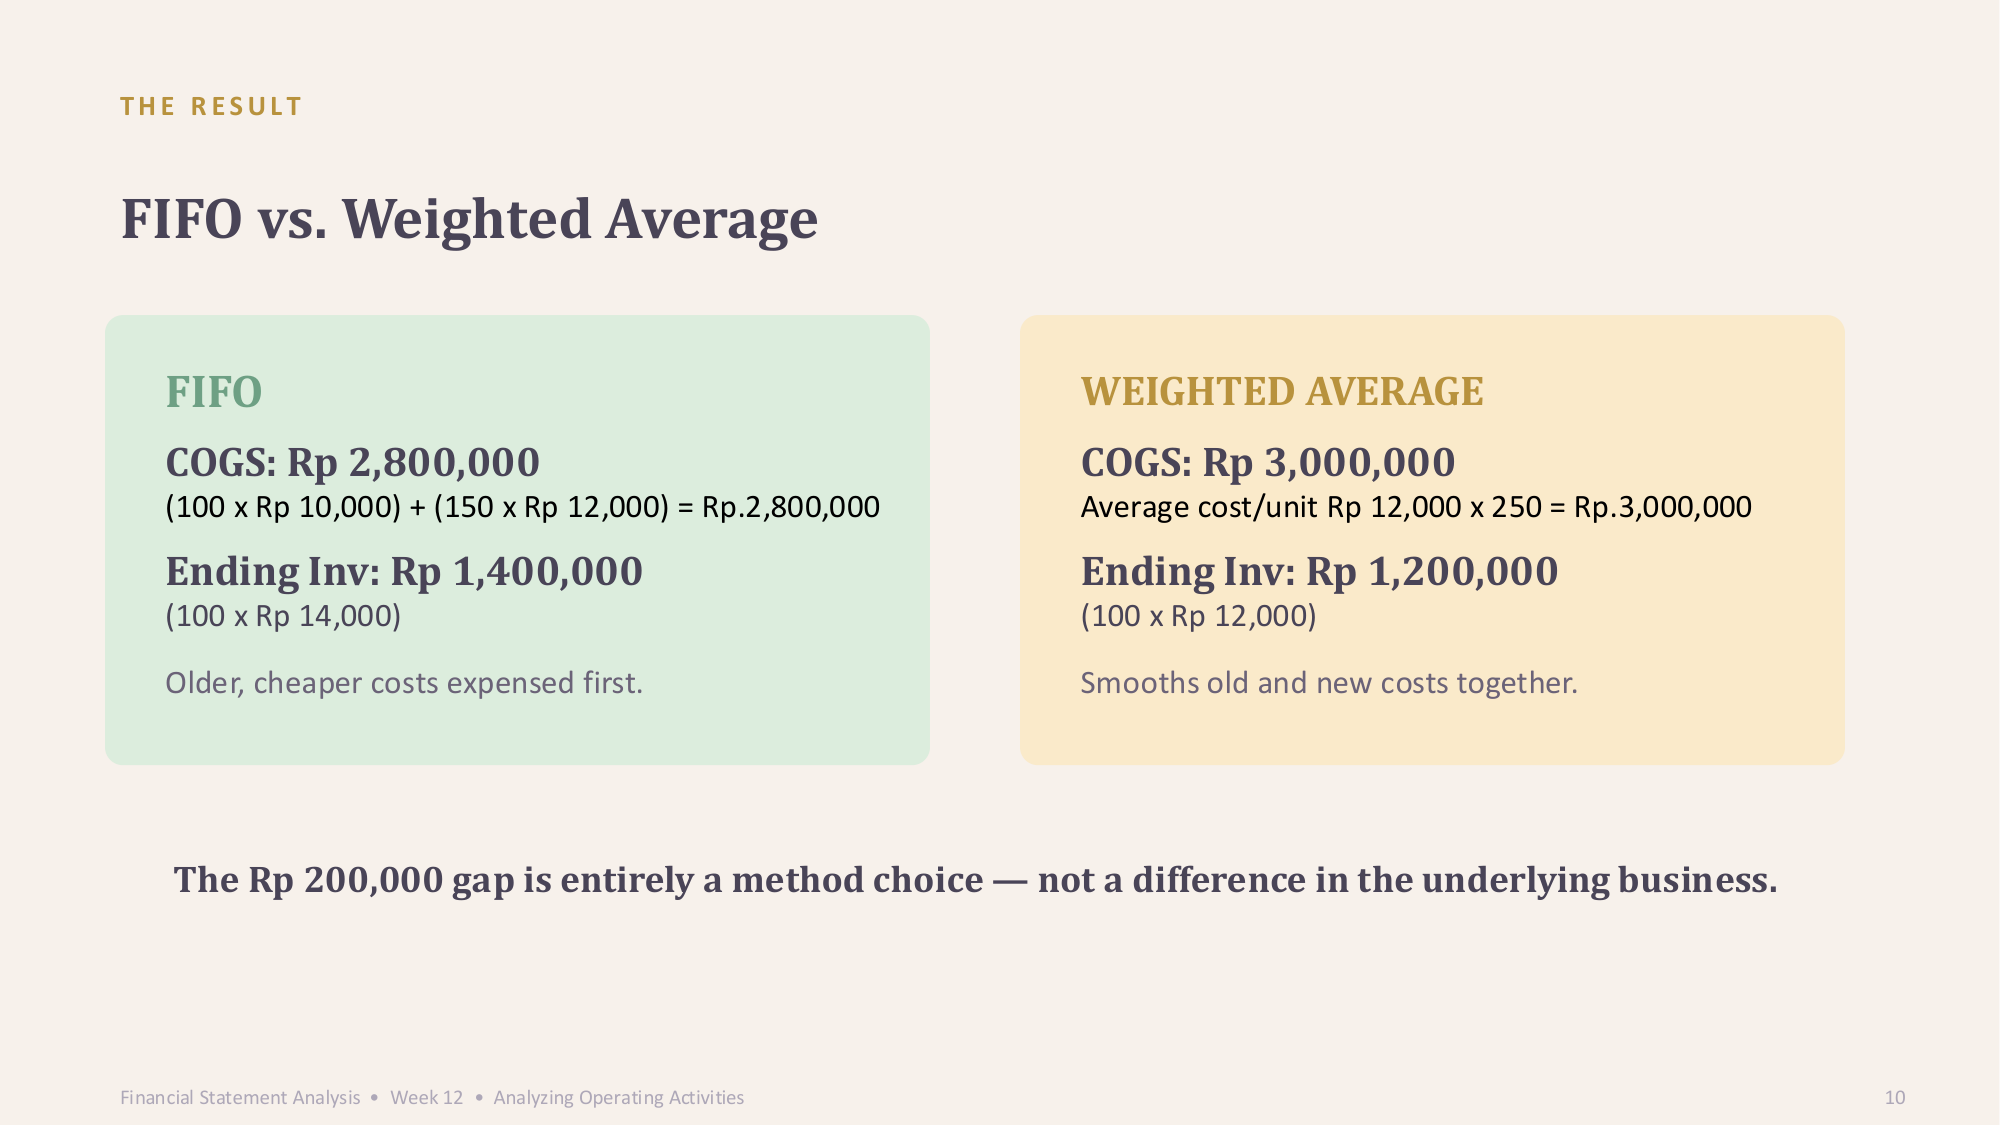 THE RESULT
FIFO vs. Weighted Average
FIFO
COGS: Rp 2,800,000
(100 x Rp 10,000) + (150 x Rp 12,000) = Rp.2,800,000
Ending Inv: Rp 1,400,000
(100 x Rp 14,000)
Older, cheaper costs expensed first.
WEIGHTED AVERAGE
COGS: Rp 3,000,000
Average cost/unit Rp 12,000 x 250 = Rp.3,000,000
Ending Inv: Rp 1,200,000
(100 x Rp 12,000)
Smooths old and new costs together.
The Rp 200,000 gap is entirely a method choice — not a difference in the underlying business.
Financial Statement Analysis • Week 12 • Analyzing Operating Activities
10